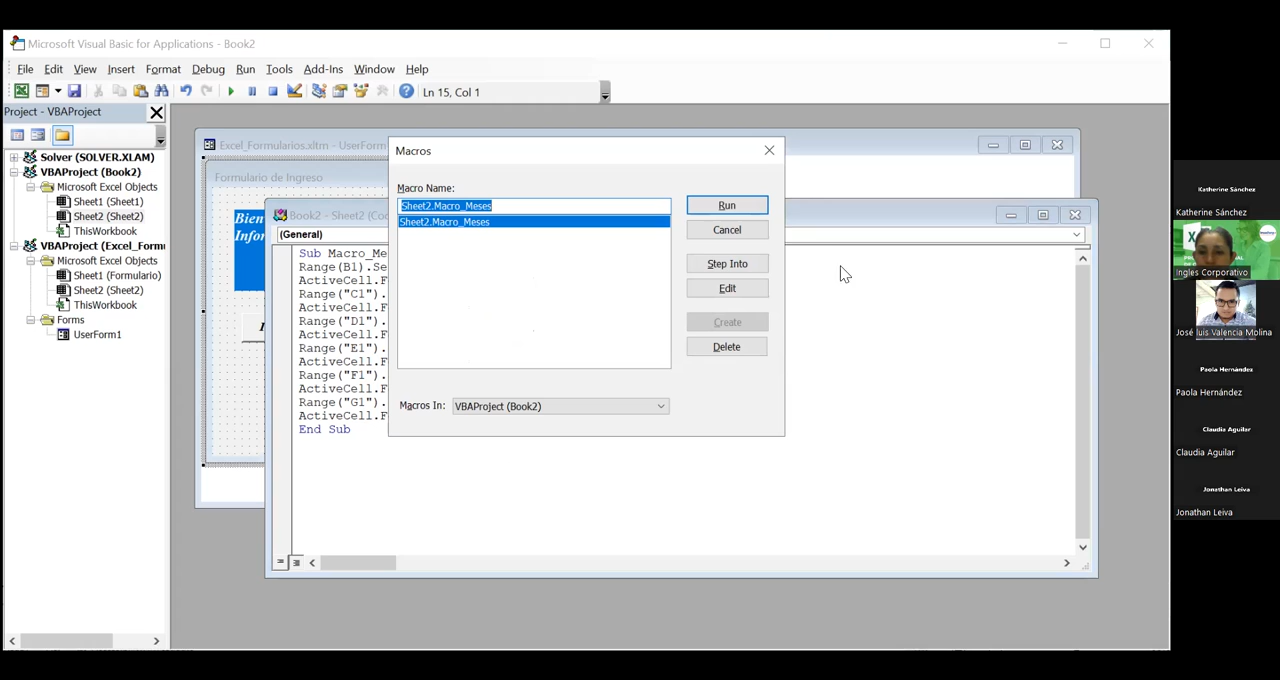 Microsoft Visual Basic for Applications - Book2
File Edit View Insert Format Debug Run Tools Add-Ins Window Help
Ln 15, Col 1
Project - VBAProject
Solver (SOLVER.XLAM)
VBAProject (Book2)
Microsoft Excel Objects
Sheet1 (Sheet1)
Sheet2 (Sheet2)
ThisWorkbook
VBAProject (Excel_Formu
Microsoft Excel Objects
Sheet1 (Formulario)
Sheet2 (Sheet2)
ThisWorkbook
Forms
UserForm1
Excel_Formularios.xltm - UserForm
Formulario de Ingreso
Bien
Infor
I
Book2 - Sheet2 (Co
(General)
Sub Macro_Me
Range(B1).Se
ActiveCell.F
Range("C1").
ActiveCell.F
Range("D1").
ActiveCell.F
Range("E1").
ActiveCell.F
Range("F1").
ActiveCell.F
Range("G1").
ActiveCell.F
End Sub
Macros
Macro Name:
Sheet2.Macro_Meses
Sheet2.Macro_Meses
Run
Cancel
Step Into
Edit
Create
Delete
Macros In: VBAProject (Book2)
Katherine Sánchez
Katherine Sánchez
Ingles Corporativo
José luis Valencia Molina
Paola Hernández
Paola Hernández
Claudia Aguilar
Claudia Aguilar
Jonathan Leiva
Jonathan Leiva